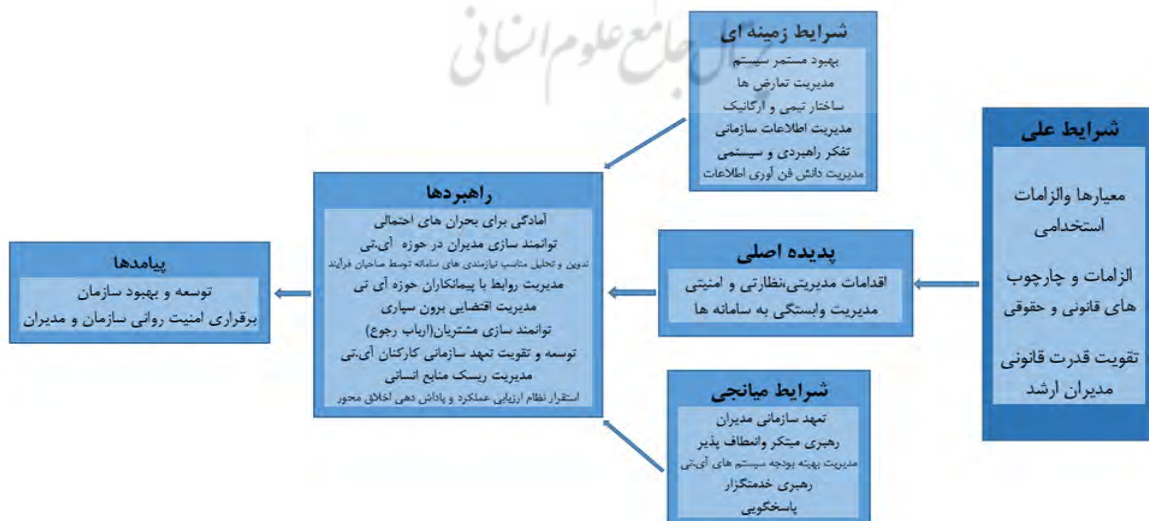 پرتال جامع علوم انسانی
شرایط زمینه ای
بهبود مستمر سیستم
مدیریت تعارض ها
ساختار تیمی و ارگانیک
مدیریت اطلاعات سازمانی
تفکر راهبردی و سیستمی
مدیریت دانش فن آوری اطلاعات
شرایط علی
معیارها والزامات
استخدامی
الزامات و چارچوب
های قانونی و حقوقی
تقویت قدرت قانونی
مدیران ارشد
پدیده اصلی
اقدامات مدیریتی،نظارتی و امنیتی
مدیریت وابستگی به سامانه ها
شرایط میانجی
تعهد سازمانی مدیران
رهبری مبتکر وانعطاف پذیر
مدیریت بهینه بودجه سیستم های آی.تی
رهبری خدمتگزار
پاسخگویی
راهبردها
آمادگی برای بحران های احتمالی
توانمند سازی مدیران در حوزه آی.تی
تدوین و تحلیل مناسب نیازمندی های سامانه توسط صاحبان فرآیند
مدیریت روابط با پیمانکاران حوزه آی تی
مدیریت اقتضایی برون سپاری
توانمند سازی مشتریان(ارباب رجوع)
توسعه و تقویت تعهد سازمانی کارکنان آی.تی
مدیریت ریسک منابع انسانی
استقرار نظام ارزیابی عملکرد و پاداش دهی اخلاق محور
پیامدها
توسعه و بهبود سازمان
برقراری امنیت روانی سازمان و مدیران